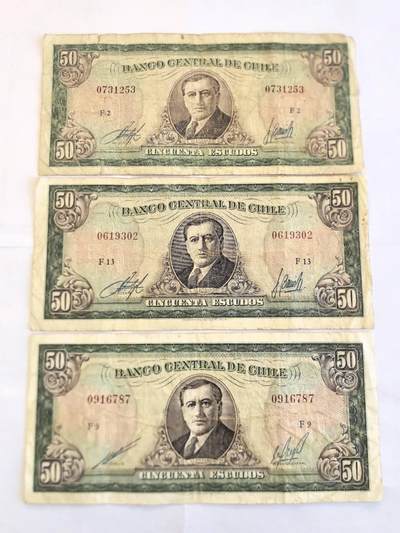 50 BANCO CENTRAL DE CHILE 50
0731253 0731253
F 2 F 2
50 CINCUENTA ESCUDOS 50
50 BANCO CENTRAL DE CHILE 50
0619302 0619302
F 13 F 13
50 CINCUENTA ESCUDOS 50
50 BANCO CENTRAL DE CHILE 50
0916787 0916787
F 9 F 9
50 CINCUENTA ESCUDOS 50